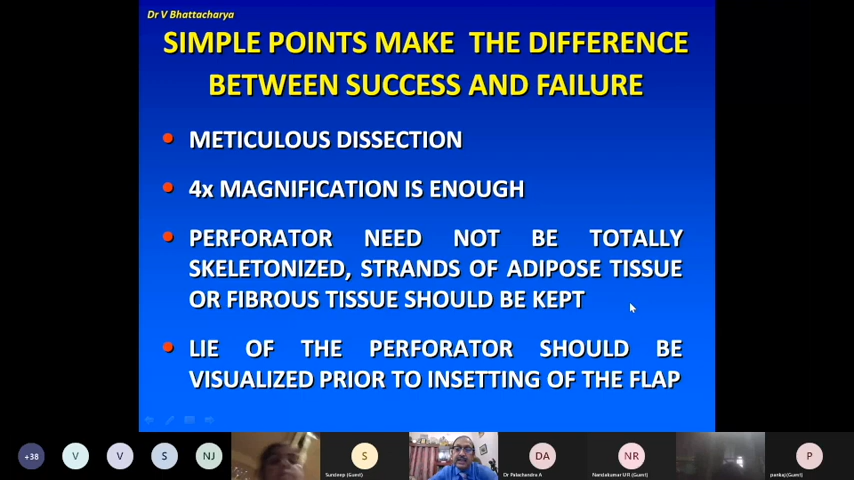 Dr V Bhattacharya
SIMPLE POINTS MAKE THE DIFFERENCE
BETWEEN SUCCESS AND FAILURE
METICULOUS DISSECTION
4x MAGNIFICATION IS ENOUGH
PERFORATOR NEED NOT BE TOTALLY
SKELETONIZED, STRANDS OF ADIPOSE TISSUE
OR FIBROUS TISSUE SHOULD BE KEPT
LIE OF THE PERFORATOR SHOULD BE
VISUALIZED PRIOR TO INSETTING OF THE FLAP
+38 V V S NJ S DA NR P
Sundeep (Guest) Dr Palachandra A Nandakumar UR (Guest) pankaj (Guest)